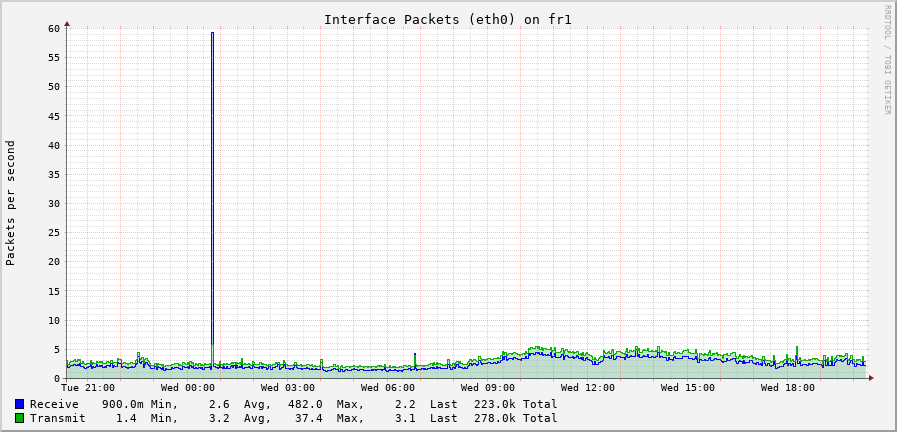 Interface Packets (eth0) on fr1
RRDTOOL / TOBI OETIKER
Packets per second
60
55
50
45
40
35
30
25
20
15
10
5
0
Tue 21:00 Wed 00:00 Wed 03:00 Wed 06:00 Wed 09:00 Wed 12:00 Wed 15:00 Wed 18:00
Receive 900.0m Min, 2.6 Avg, 482.0 Max, 2.2 Last 223.0k Total
Transmit 1.4 Min, 3.2 Avg, 37.4 Max, 3.1 Last 278.0k Total